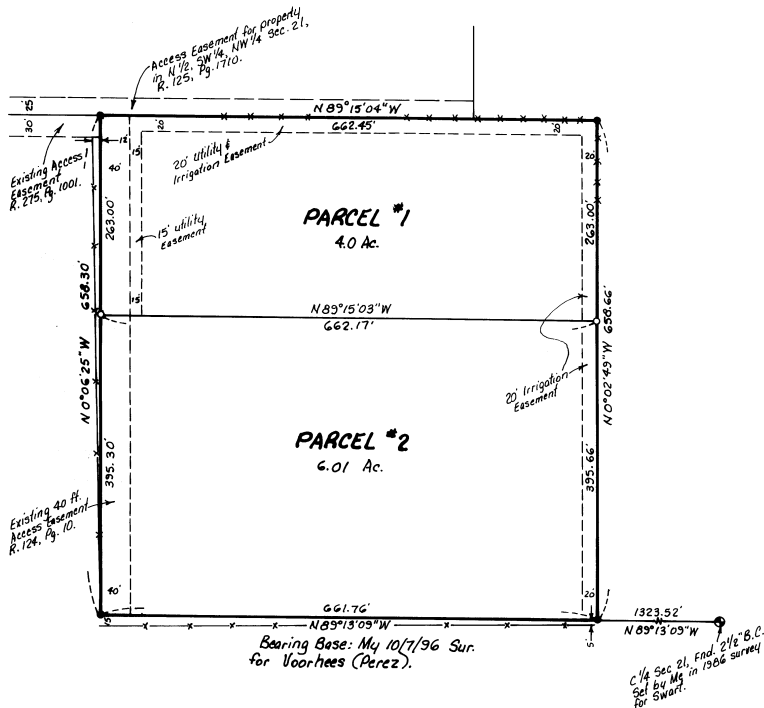 Access Easement for property
in N 1/2, SW 1/4, NW 1/4 Sec. 21,
R. 125, Pg. 1710.
25
30'
N 89°15'04"W
662.45'
20'
20'
12'
15'
40'
20'
20' Utility &
Irrigation Easement
Existing Access
Easement
R. 275, Pg. 1001.
PARCEL #1
4.0 Ac.
263.00'
263.00'
15' utility
Easement
658.30'
658.66'
15'
N 89°15'03"W
662.17'
N 0°06'25"W
N 0°02'49"W
20' Irrigation
Easement
PARCEL #2
6.01 Ac.
395.30'
395.66'
Existing 40 ft.
Access Easement
R. 124, Pg. 10.
40'
20'
661.76'
1323.52'
N 89°13'09"W
N 89°13'09"W
5'
5'
Bearing Base: My 10/7/96 Sur.
for Voorhees (Perez).
C 1/4 Sec 21, Fnd. 2 1/2" B.C.
Set by Me in 1986 survey
for Swart.